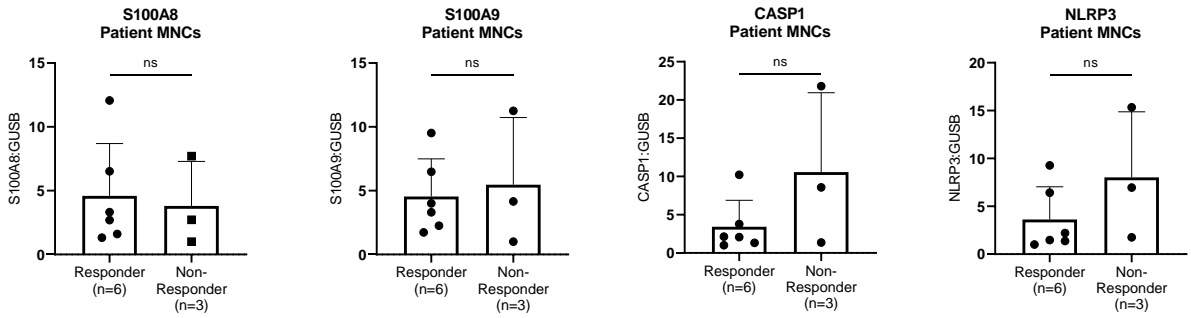 S100A8
Patient MNCs
ns
15
10
5
0
S100A8:GUSB
Responder
(n=6)
Non-
Responder
(n=3)
S100A9
Patient MNCs
ns
15
10
5
0
S100A9:GUSB
Responder
(n=6)
Non-
Responder
(n=3)
CASP1
Patient MNCs
ns
25
20
15
10
5
0
CASP1:GUSB
Responder
(n=6)
Non-
Responder
(n=3)
NLRP3
Patient MNCs
ns
20
15
10
5
0
NLRP3:GUSB
Responder
(n=6)
Non-
Responder
(n=3)